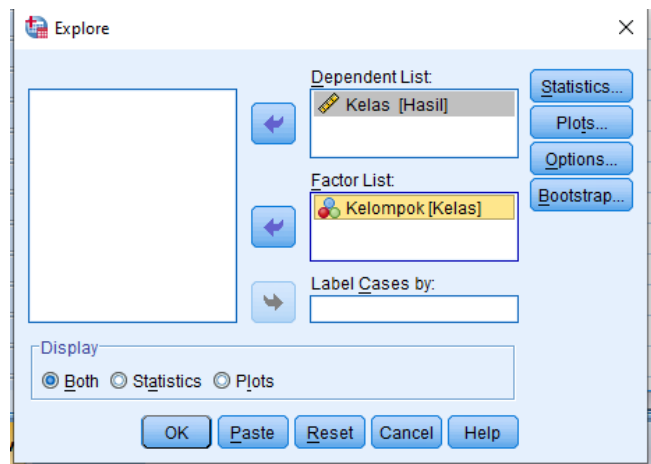 Explore
Dependent List:
Kelas [Hasil]
Factor List:
Kelompok [Kelas]
Label Cases by:
Statistics...
Plots...
Options...
Bootstrap...
Display
Both Statistics Plots
OK Paste Reset Cancel Help